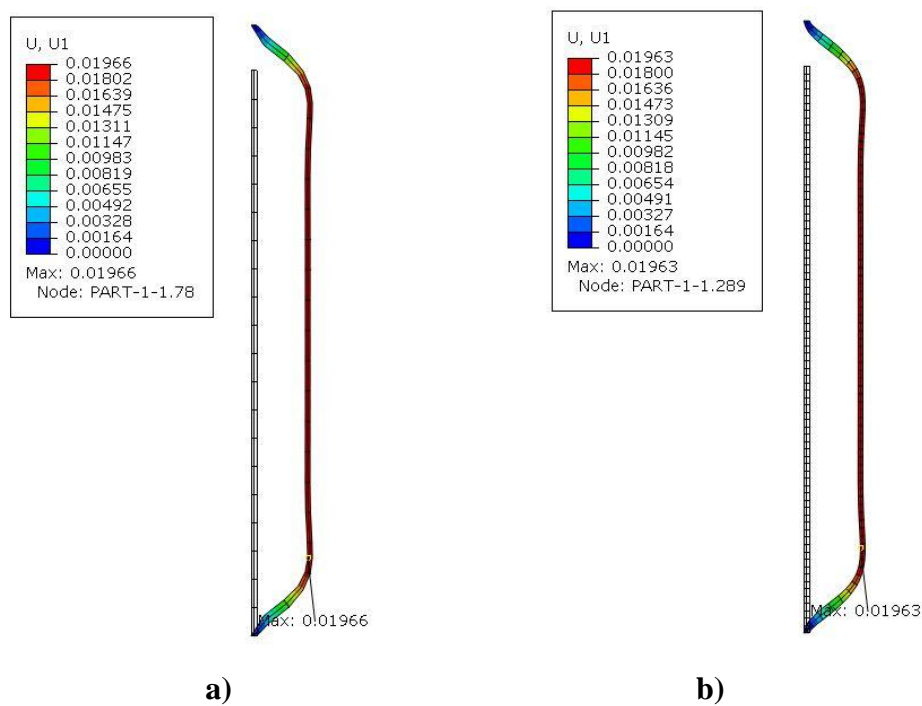 U, U1
0.01966
0.01802
0.01639
0.01475
0.01311
0.01147
0.00983
0.00819
0.00655
0.00492
0.00328
0.00164
0.00000
Max: 0.01966
Node: PART-1-1.78
Max: 0.01966
a)
U, U1
0.01963
0.01800
0.01636
0.01473
0.01309
0.01145
0.00982
0.00818
0.00654
0.00491
0.00327
0.00164
0.00000
Max: 0.01963
Node: PART-1-1.289
Max: 0.01963
b)